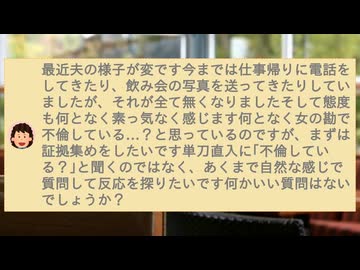 最近夫の様子が変です今までは仕事帰りに電話を
してきたり、飲み会の写真を送ってきたりしてい
ましたが、それが全て無くなりましたそして態度
も何となく素っ気なく感じます何となく女の勘で
不倫している…？と思っているのですが、まずは
証拠集めをしたいです単刀直入に｢不倫してい
る？｣と聞くのではなく、あくまで自然な感じで
質問して反応を探りたいです何かいい質問はない
でしょうか？